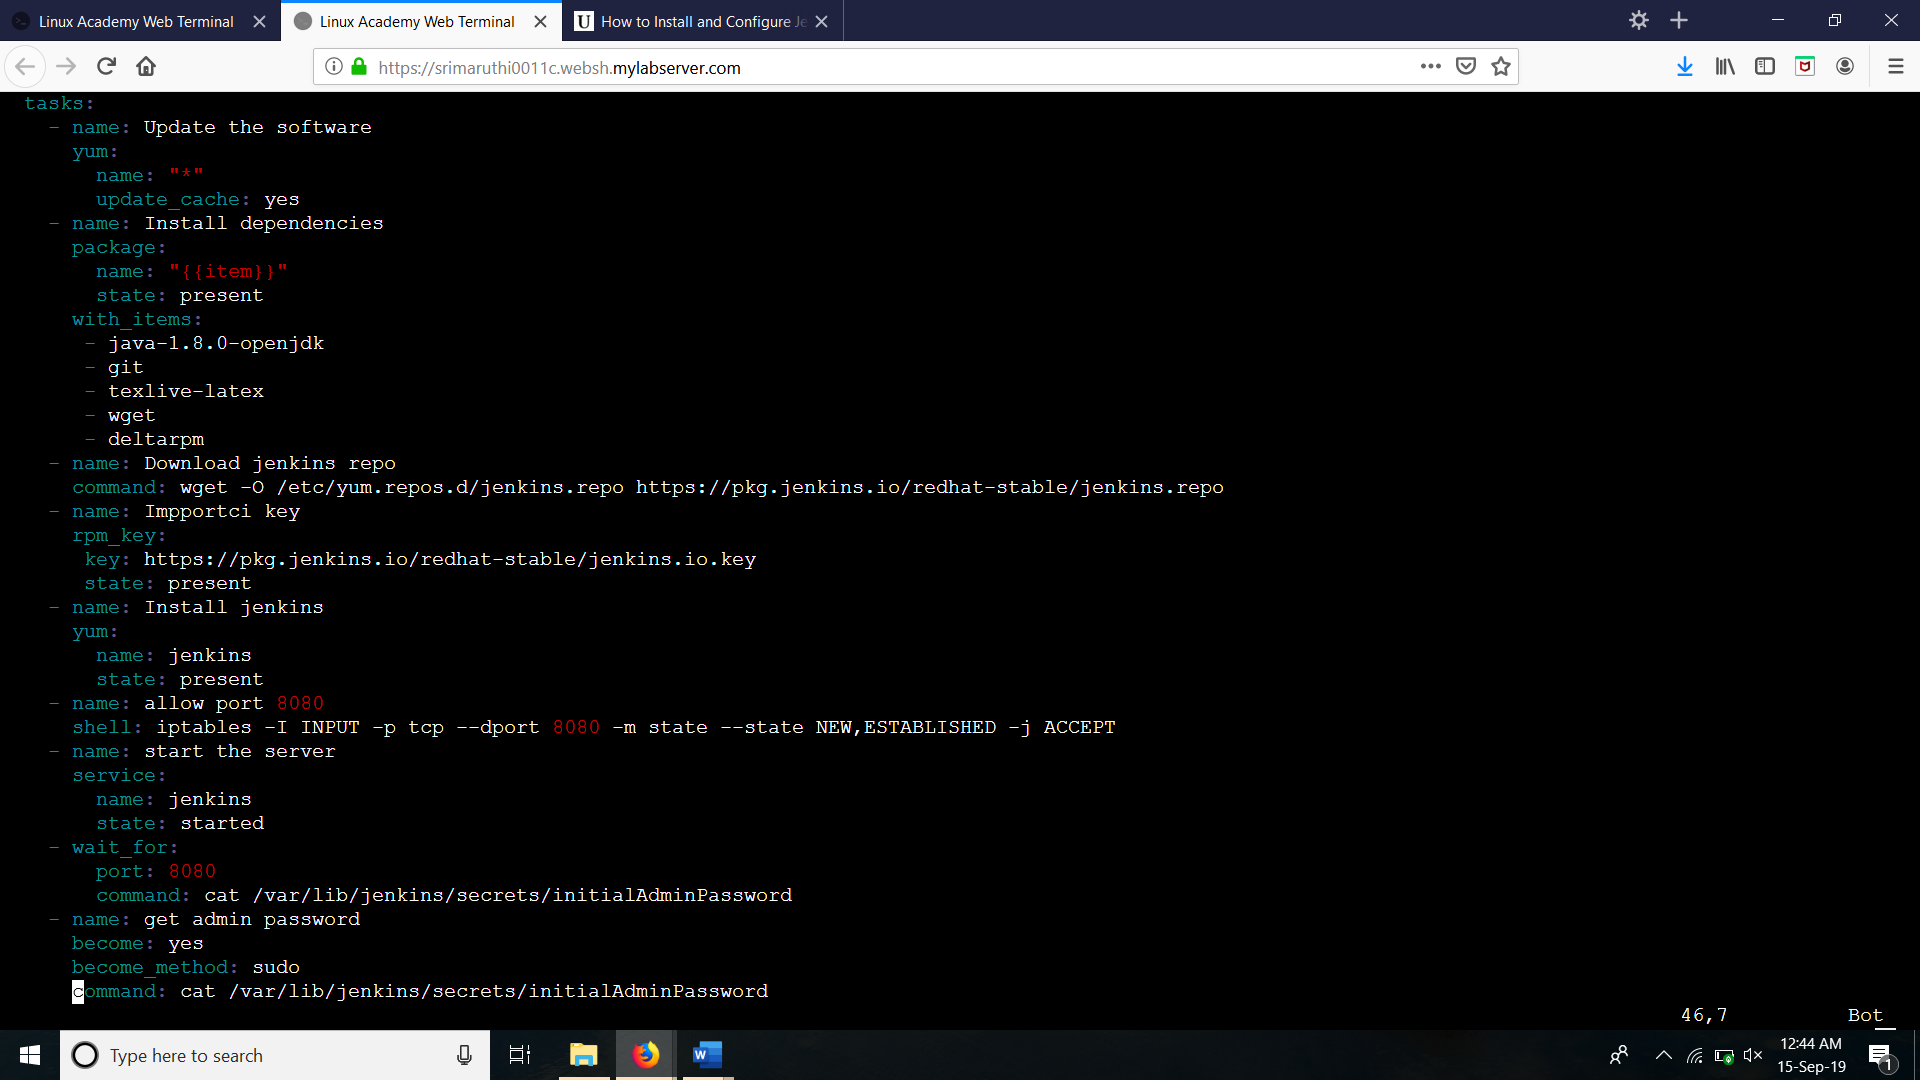 Linux Academy Web Terminal
Linux Academy Web Terminal
U How to Install and Configure Je
https://srimaruthi0011c.websh.mylabserver.com
tasks:
- name: Update the software
yum:
name: "*"
update_cache: yes
- name: Install dependencies
package:
name: "{{item}}"
state: present
with_items:
- java-1.8.0-openjdk
- git
- texlive-latex
- wget
- deltarpm
- name: Download jenkins repo
command: wget -O /etc/yum.repos.d/jenkins.repo https://pkg.jenkins.io/redhat-stable/jenkins.repo
- name: Impportci key
rpm_key:
key: https://pkg.jenkins.io/redhat-stable/jenkins.io.key
state: present
- name: Install jenkins
yum:
name: jenkins
state: present
- name: allow port 8080
shell: iptables -I INPUT -p tcp --dport 8080 -m state --state NEW,ESTABLISHED -j ACCEPT
- name: start the server
service:
name: jenkins
state: started
- wait_for:
port: 8080
command: cat /var/lib/jenkins/secrets/initialAdminPassword
- name: get admin password
become: yes
become_method: sudo
command: cat /var/lib/jenkins/secrets/initialAdminPassword
46,7 Bot
Type here to search
12:44 AM
15-Sep-19
1